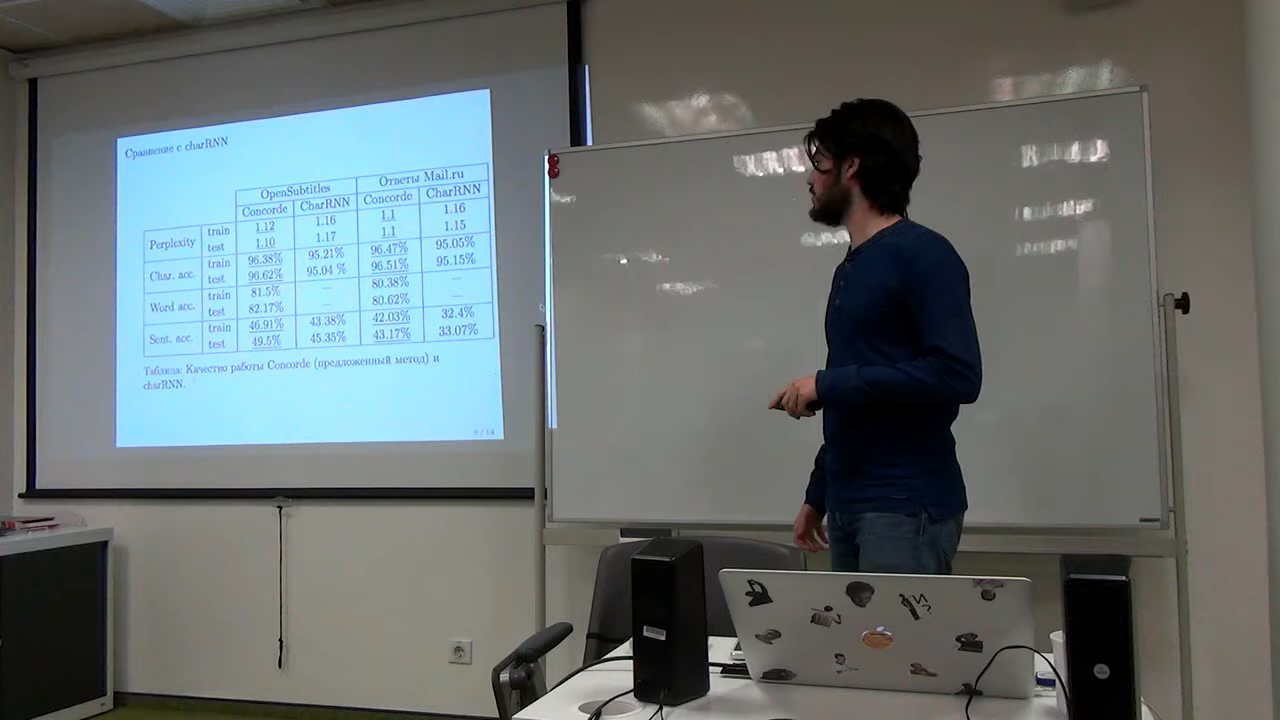 Сравнение с charRNN
OpenSubtitles Ответы Mail.ru
Concorde CharRNN Concorde CharRNN
Perplexity train 1.12 1.16 1.1 1.16
test 1.10 1.17 1.1 1.15
Char. acc. train 96.38% 95.21% 96.47% 95.05%
test 96.62% 95.04 % 96.51% 95.15%
Word acc. train 81.5% — 80.38% —
test 82.17% — 80.62% —
Sent. acc. train 46.91% 43.38% 42.03% 32.4%
test 49.5% 45.35% 43.17% 33.07%
Таблица: Качество работы Concorde (предложенный метод) и
charRNN.
И?